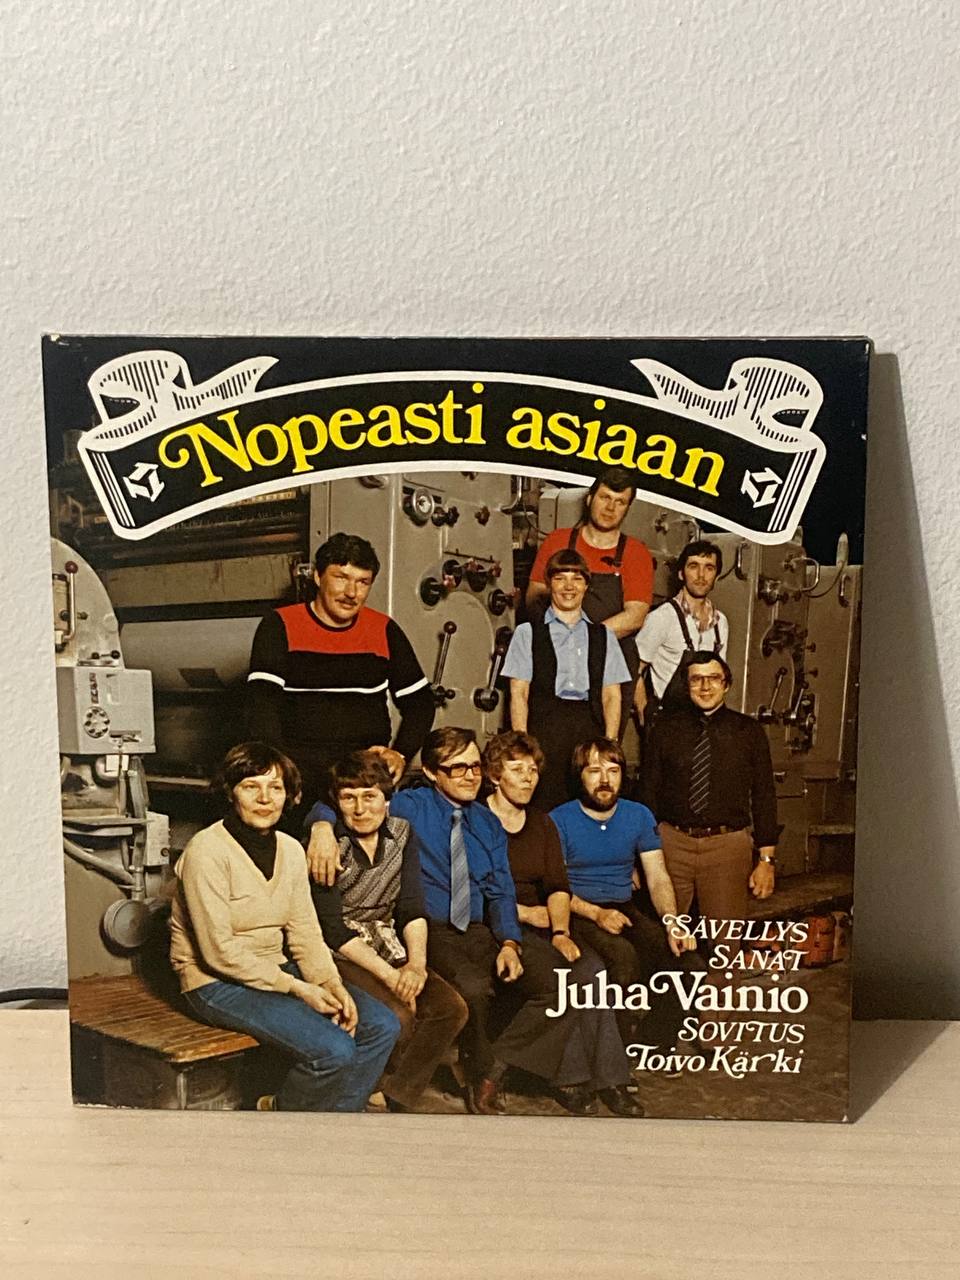 Nopeasti asiaan
SÄVELLYS
SANAT
Juha Vainio
SOVITUS
Toivo Kärki